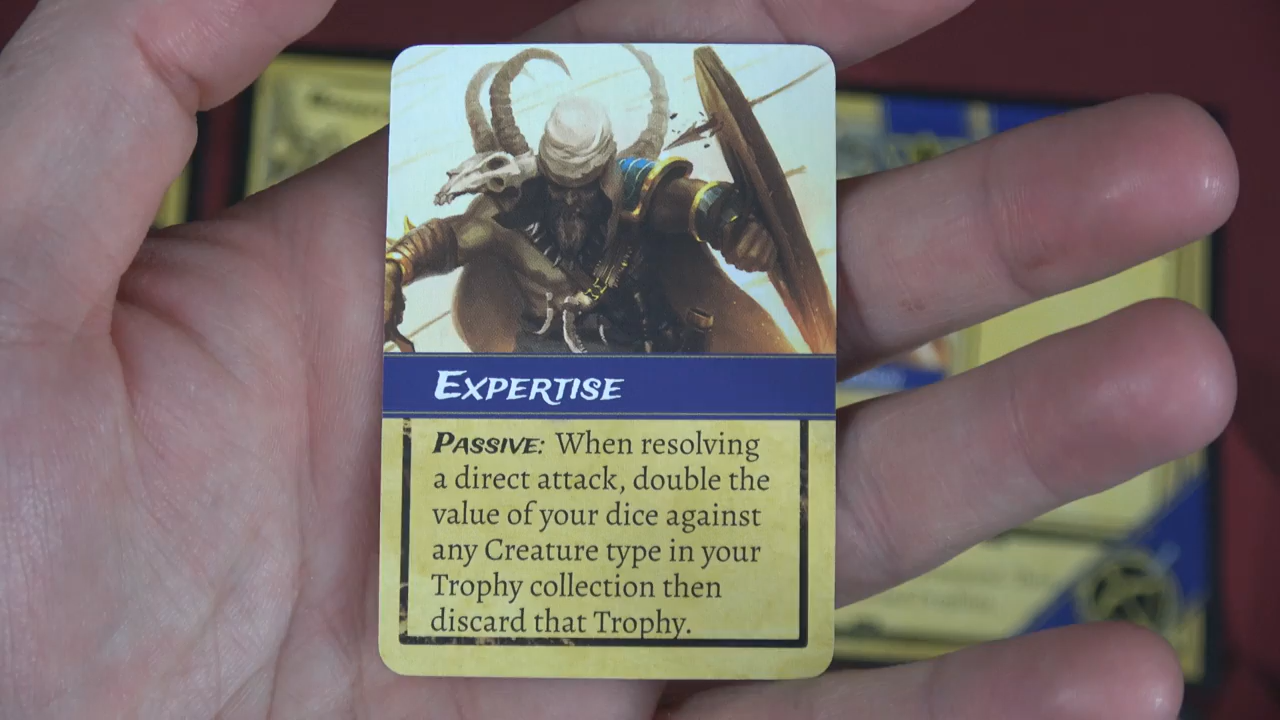 EXPERTISE
PASSIVE: When resolving
a direct attack, double the
value of your dice against
any Creature type in your
Trophy collection then
discard that Trophy.